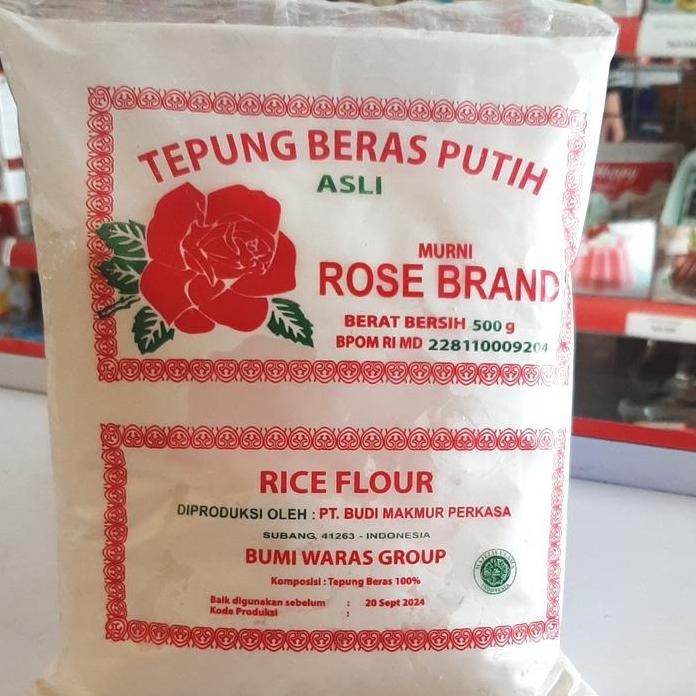 TEPUNG BERAS PUTIH
ASLI
MURNI
ROSE BRAND
BERAT BERSIH 500 g
BPOM RI MD 228110009204
RICE FLOUR
DIPRODUKSI OLEH : PT. BUDI MAKMUR PERKASA
SUBANG, 41263 - INDONESIA
BUMI WARAS GROUP
Komposisi : Tepung Beras 100%
Baik digunakan sebelum : 20 Sept 2024
Kode Produksi :